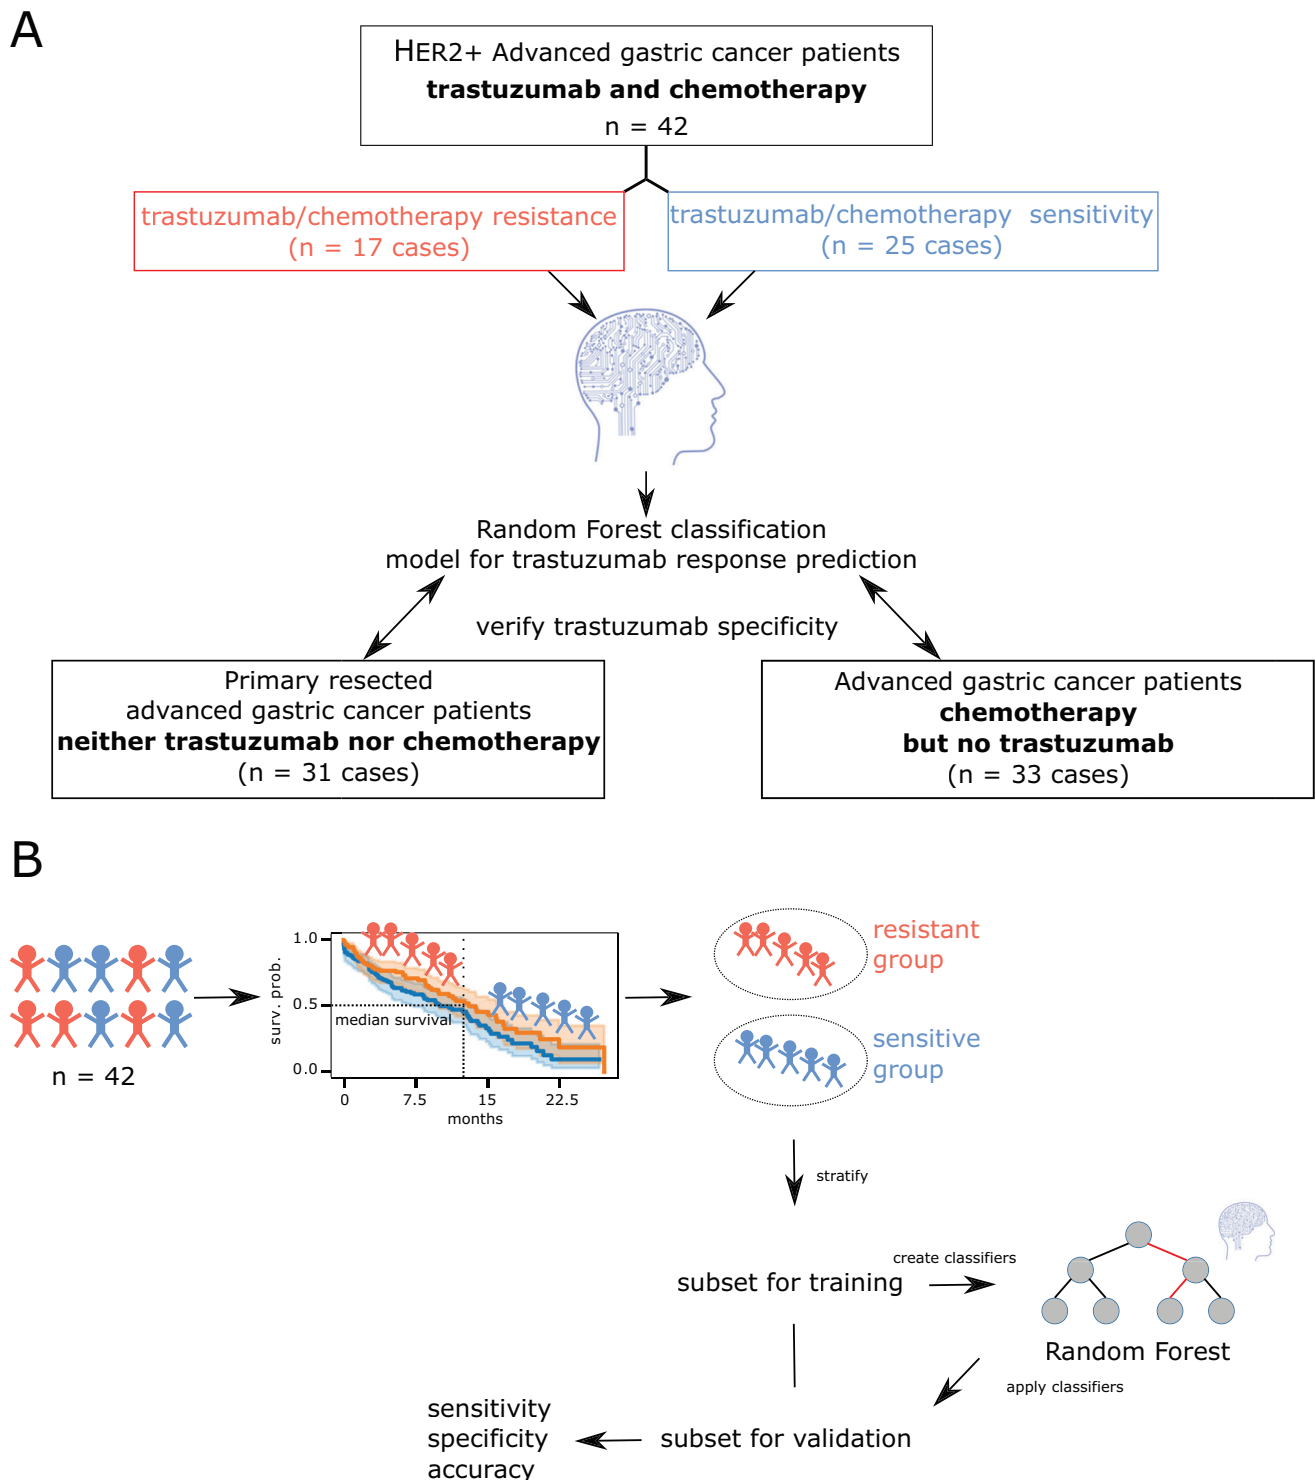 A
HER2+ Advanced gastric cancer patients
trastuzumab and chemotherapy
n = 42
trastuzumab/chemotherapy resistance
(n = 17 cases)
trastuzumab/chemotherapy sensitivity
(n = 25 cases)
Random Forest classification
model for trastuzumab response prediction
verify trastuzumab specificity
Primary resected
advanced gastric cancer patients
neither trastuzumab nor chemotherapy
(n = 31 cases)
Advanced gastric cancer patients
chemotherapy
but no trastuzumab
(n = 33 cases)
B
n = 42
surv. prob.
1.0
0.5
0.0
median survival
0 7.5 15 22.5
months
resistant
group
sensitive
group
stratify
subset for training
create classifiers
Random Forest
apply classifiers
subset for validation
sensitivity
specificity
accuracy